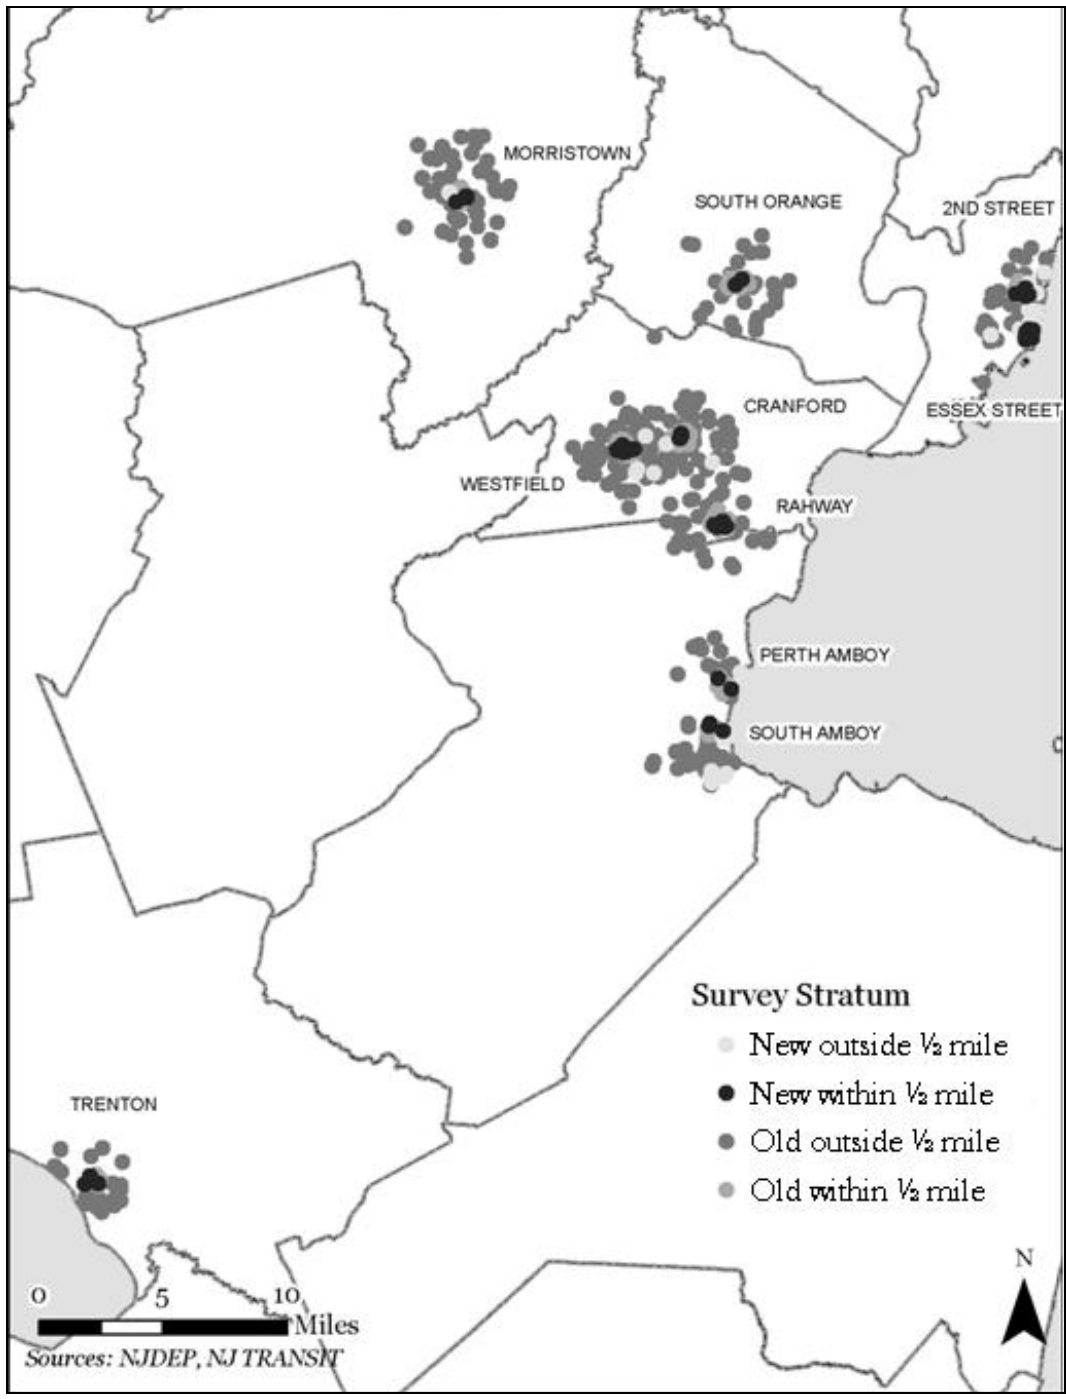 MORRISTOWN
SOUTH ORANGE
2ND STREET
CRANFORD
ESSEX STREET
WESTFIELD
RAHWAY
PERTH AMBOY
SOUTH AMBOY
Survey Stratum
New outside ½ mile
New within ½ mile
Old outside ½ mile
Old within ½ mile
TRENTON
N
0 5 10
Miles
Sources: NJDEP, NJ TRANSIT